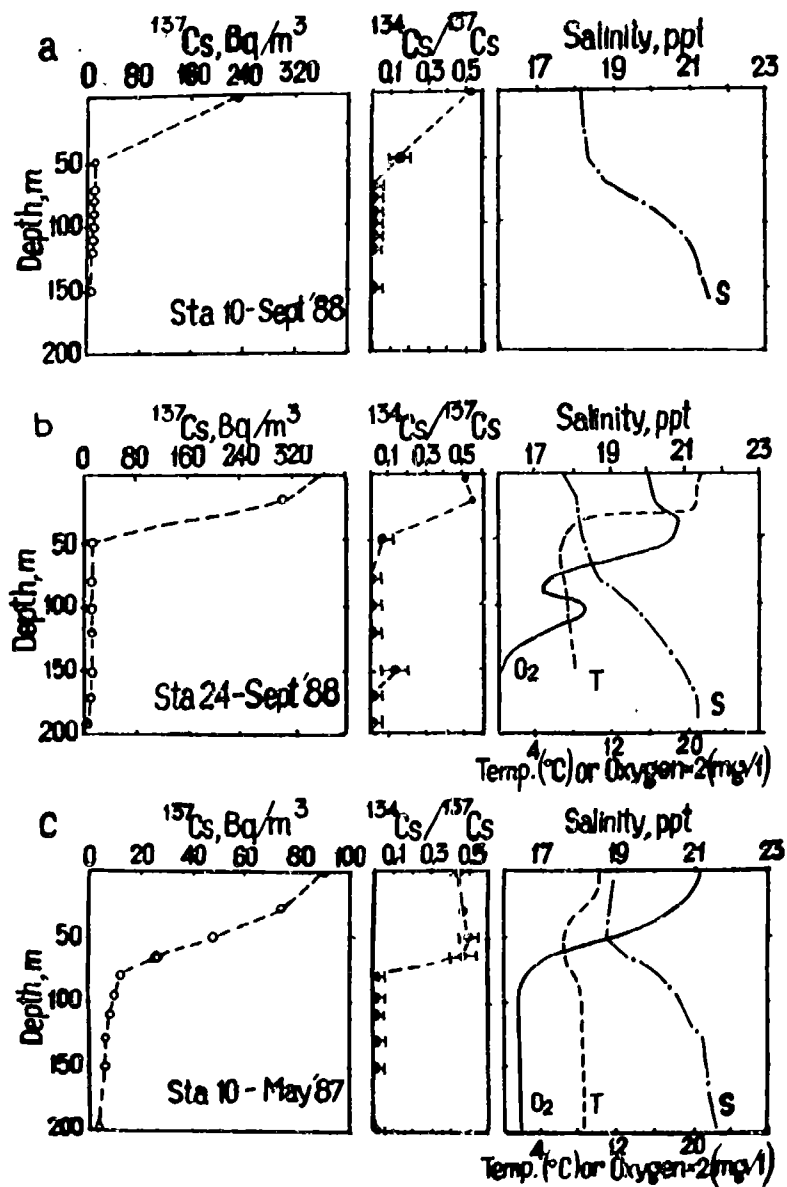 a
137Cs, Bq/m3
134Cs/137Cs
Salinity, ppt
0 80 160 240 320
0,1 0,3 0,5
17 19 21 23
Depth, m
50
100
150
200
Sta 10-Sept '88
S
b
137Cs, Bq/m3
134Cs/137Cs
Salinity, ppt
0 80 160 240 320
0,1 0,3 0,5
17 19 21 23
Depth, m
50
100
150
200
Sta 24-Sept '88
O2
T
S
4 12 20
Temp. (°C) or Oxygen×2 (mg/l)
c
137Cs, Bq/m3
134Cs/137Cs
Salinity, ppt
0 20 40 60 80 100
0,1 0,3 0,5
17 19 21 23
Depth, m
50
100
150
200
Sta 10-May '87
O2
T
S
4 12 20
Temp. (°C) or Oxygen×2 (mg/l)